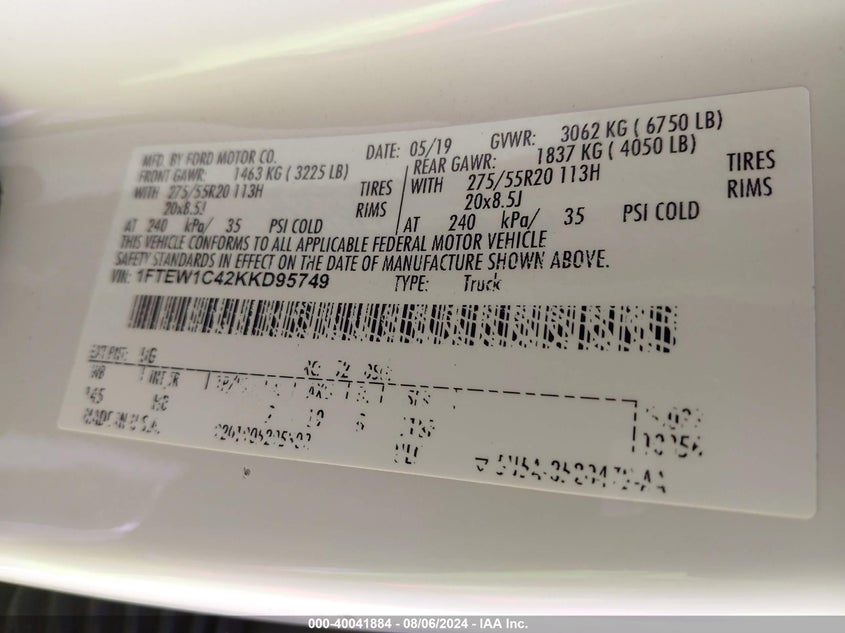 MFD. BY FORD MOTOR CO.
DATE: 05/19 GVWR: 3062 KG ( 6750 LB)
FRONT GAWR: 1463 KG ( 3225 LB)
WITH 275/55R20 113H TIRES
20x8.5J RIMS
AT 240 kPa/ 35 PSI COLD
REAR GAWR: 1837 KG ( 4050 LB)
WITH 275/55R20 113H TIRES
20x8.5J RIMS
AT 240 kPa/ 35 PSI COLD
THIS VEHICLE CONFORMS TO ALL APPLICABLE FEDERAL MOTOR VEHICLE
SAFETY STANDARDS IN EFFECT ON THE DATE OF MANUFACTURE SHOWN ABOVE.
VIN: 1FTEW1C42KKD95749 TYPE: Truck
EXT PNT:
WB
145
MADE IN U.S.A.
000-40041884 - 08/06/2024 - IAA Inc.